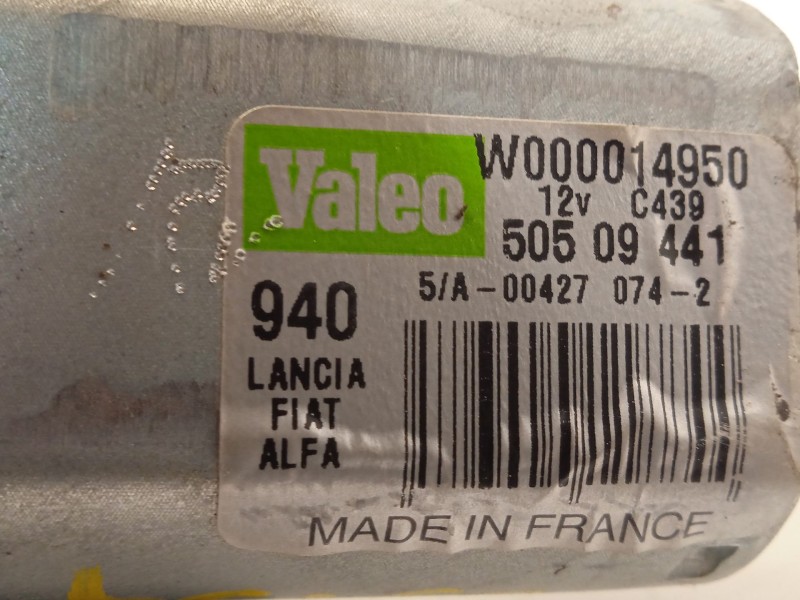 Valeo W000014950
12v C439
505 09 441
5/A-00427 074-2
940
LANCIA
FIAT
ALFA
MADE IN FRANCE